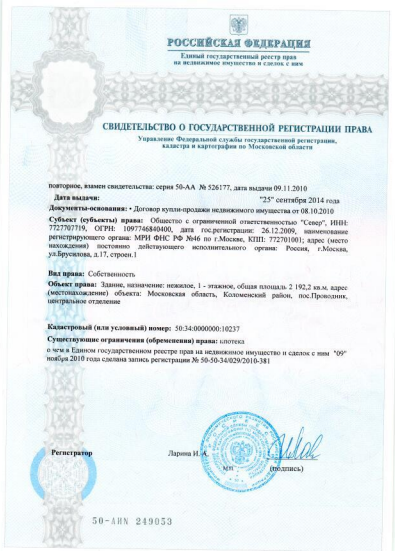 РОССИЙСКАЯ ФЕДЕРАЦИЯ
Единый государственный реестр прав
на недвижимое имущество и сделок с ним
СВИДЕТЕЛЬСТВО О ГОСУДАРСТВЕННОЙ РЕГИСТРАЦИИ ПРАВА
Управление Федеральной службы государственной регистрации,
кадастра и картографии по Московской области
повторное, взамен свидетельства: серия 50-АА № 526177, дата выдачи 09.11.2010
Дата выдачи: "25" сентября 2014 года
Документы-основания: • Договор купли-продажи недвижимого имущества от 08.10.2010
Субъект (субъекты) права: Общество с ограниченной ответственностью "Север", ИНН:
7727707719, ОГРН: 1097746840400, дата гос.регистрации: 26.12.2009, наименование
регистрирующего органа: МРИ ФНС РФ №46 по г.Москве, КПП: 772701001; адрес (место
нахождения) постоянно действующего исполнительного органа: Россия, г.Москва,
ул.Брусилова, д.17, строен.1
Вид права: Собственность
Объект права: Здание, назначение: нежилое, 1 - этажное, общая площадь 2 192,2 кв.м, адрес
(местонахождение) объекта: Московская область, Коломенский район, пос.Проводник,
центральное отделение
Кадастровый (или условный) номер: 50:34:0000000:10237
Существующие ограничения (обременения) права: ипотека
о чем в Едином государственном реестре прав на недвижимое имущество и сделок с ним "09"
ноября 2010 года сделана запись регистрации № 50-50-34/029/2010-381
Регистратор Ларина И. А.
М.П. (подпись)
50-АНN 249053